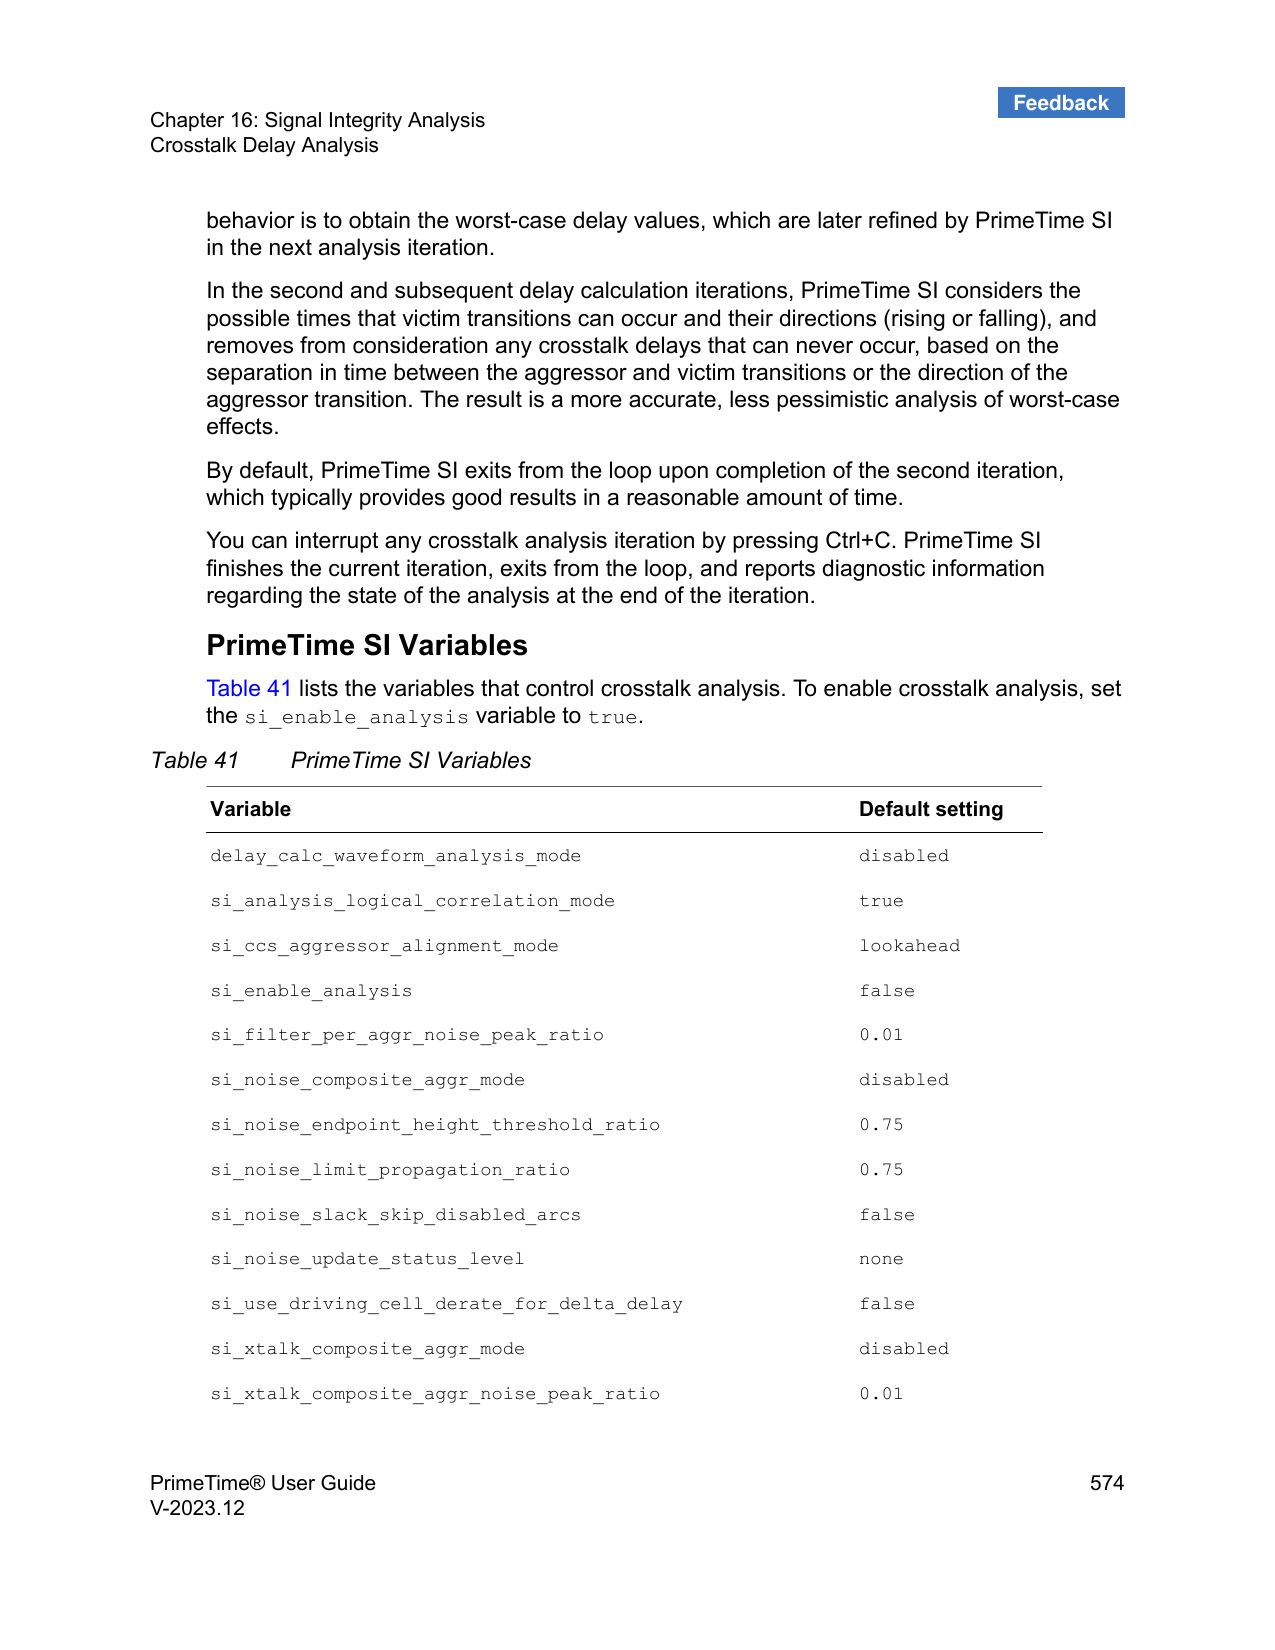 Feedback
Chapter 16: Signal Integrity Analysis
Crosstalk Delay Analysis
behavior is to obtain the worst-case delay values, which are later refined by PrimeTime SI
in the next analysis iteration.
In the second and subsequent delay calculation iterations, PrimeTime SI considers the
possible times that victim transitions can occur and their directions (rising or falling), and
removes from consideration any crosstalk delays that can never occur, based on the
separation in time between the aggressor and victim transitions or the direction of the
aggressor transition. The result is a more accurate, less pessimistic analysis of worst-case
effects.
By default, PrimeTime SI exits from the loop upon completion of the second iteration,
which typically provides good results in a reasonable amount of time.
You can interrupt any crosstalk analysis iteration by pressing Ctrl+C. PrimeTime SI
finishes the current iteration, exits from the loop, and reports diagnostic information
regarding the state of the analysis at the end of the iteration.
PrimeTime SI Variables
Table 41 lists the variables that control crosstalk analysis. To enable crosstalk analysis, set
the si_enable_analysis variable to true.
Table 41 PrimeTime SI Variables
Variable Default setting
delay_calc_waveform_analysis_mode disabled
si_analysis_logical_correlation_mode true
si_ccs_aggressor_alignment_mode lookahead
si_enable_analysis false
si_filter_per_aggr_noise_peak_ratio 0.01
si_noise_composite_aggr_mode disabled
si_noise_endpoint_height_threshold_ratio 0.75
si_noise_limit_propagation_ratio 0.75
si_noise_slack_skip_disabled_arcs false
si_noise_update_status_level none
si_use_driving_cell_derate_for_delta_delay false
si_xtalk_composite_aggr_mode disabled
si_xtalk_composite_aggr_noise_peak_ratio 0.01
PrimeTime® User Guide 574
V-2023.12